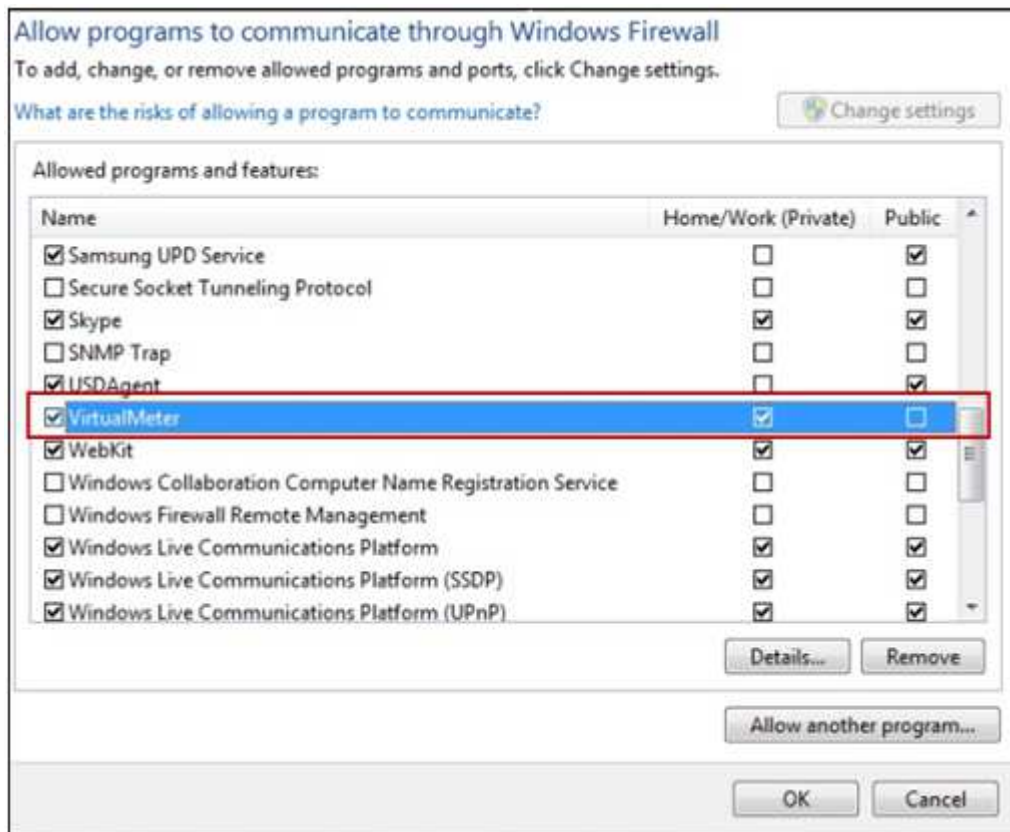 Allow programs to communicate through Windows Firewall
To add, change, or remove allowed programs and ports, click Change settings.
What are the risks of allowing a program to communicate?
Change settings
Allowed programs and features:
Name Home/Work (Private) Public
Samsung UPD Service
Secure Socket Tunneling Protocol
Skype
SNMP Trap
USDAgent
VirtualMeter
WebKit
Windows Collaboration Computer Name Registration Service
Windows Firewall Remote Management
Windows Live Communications Platform
Windows Live Communications Platform (SSDP)
Windows Live Communications Platform (UPnP)
Details... Remove
Allow another program...
OK Cancel